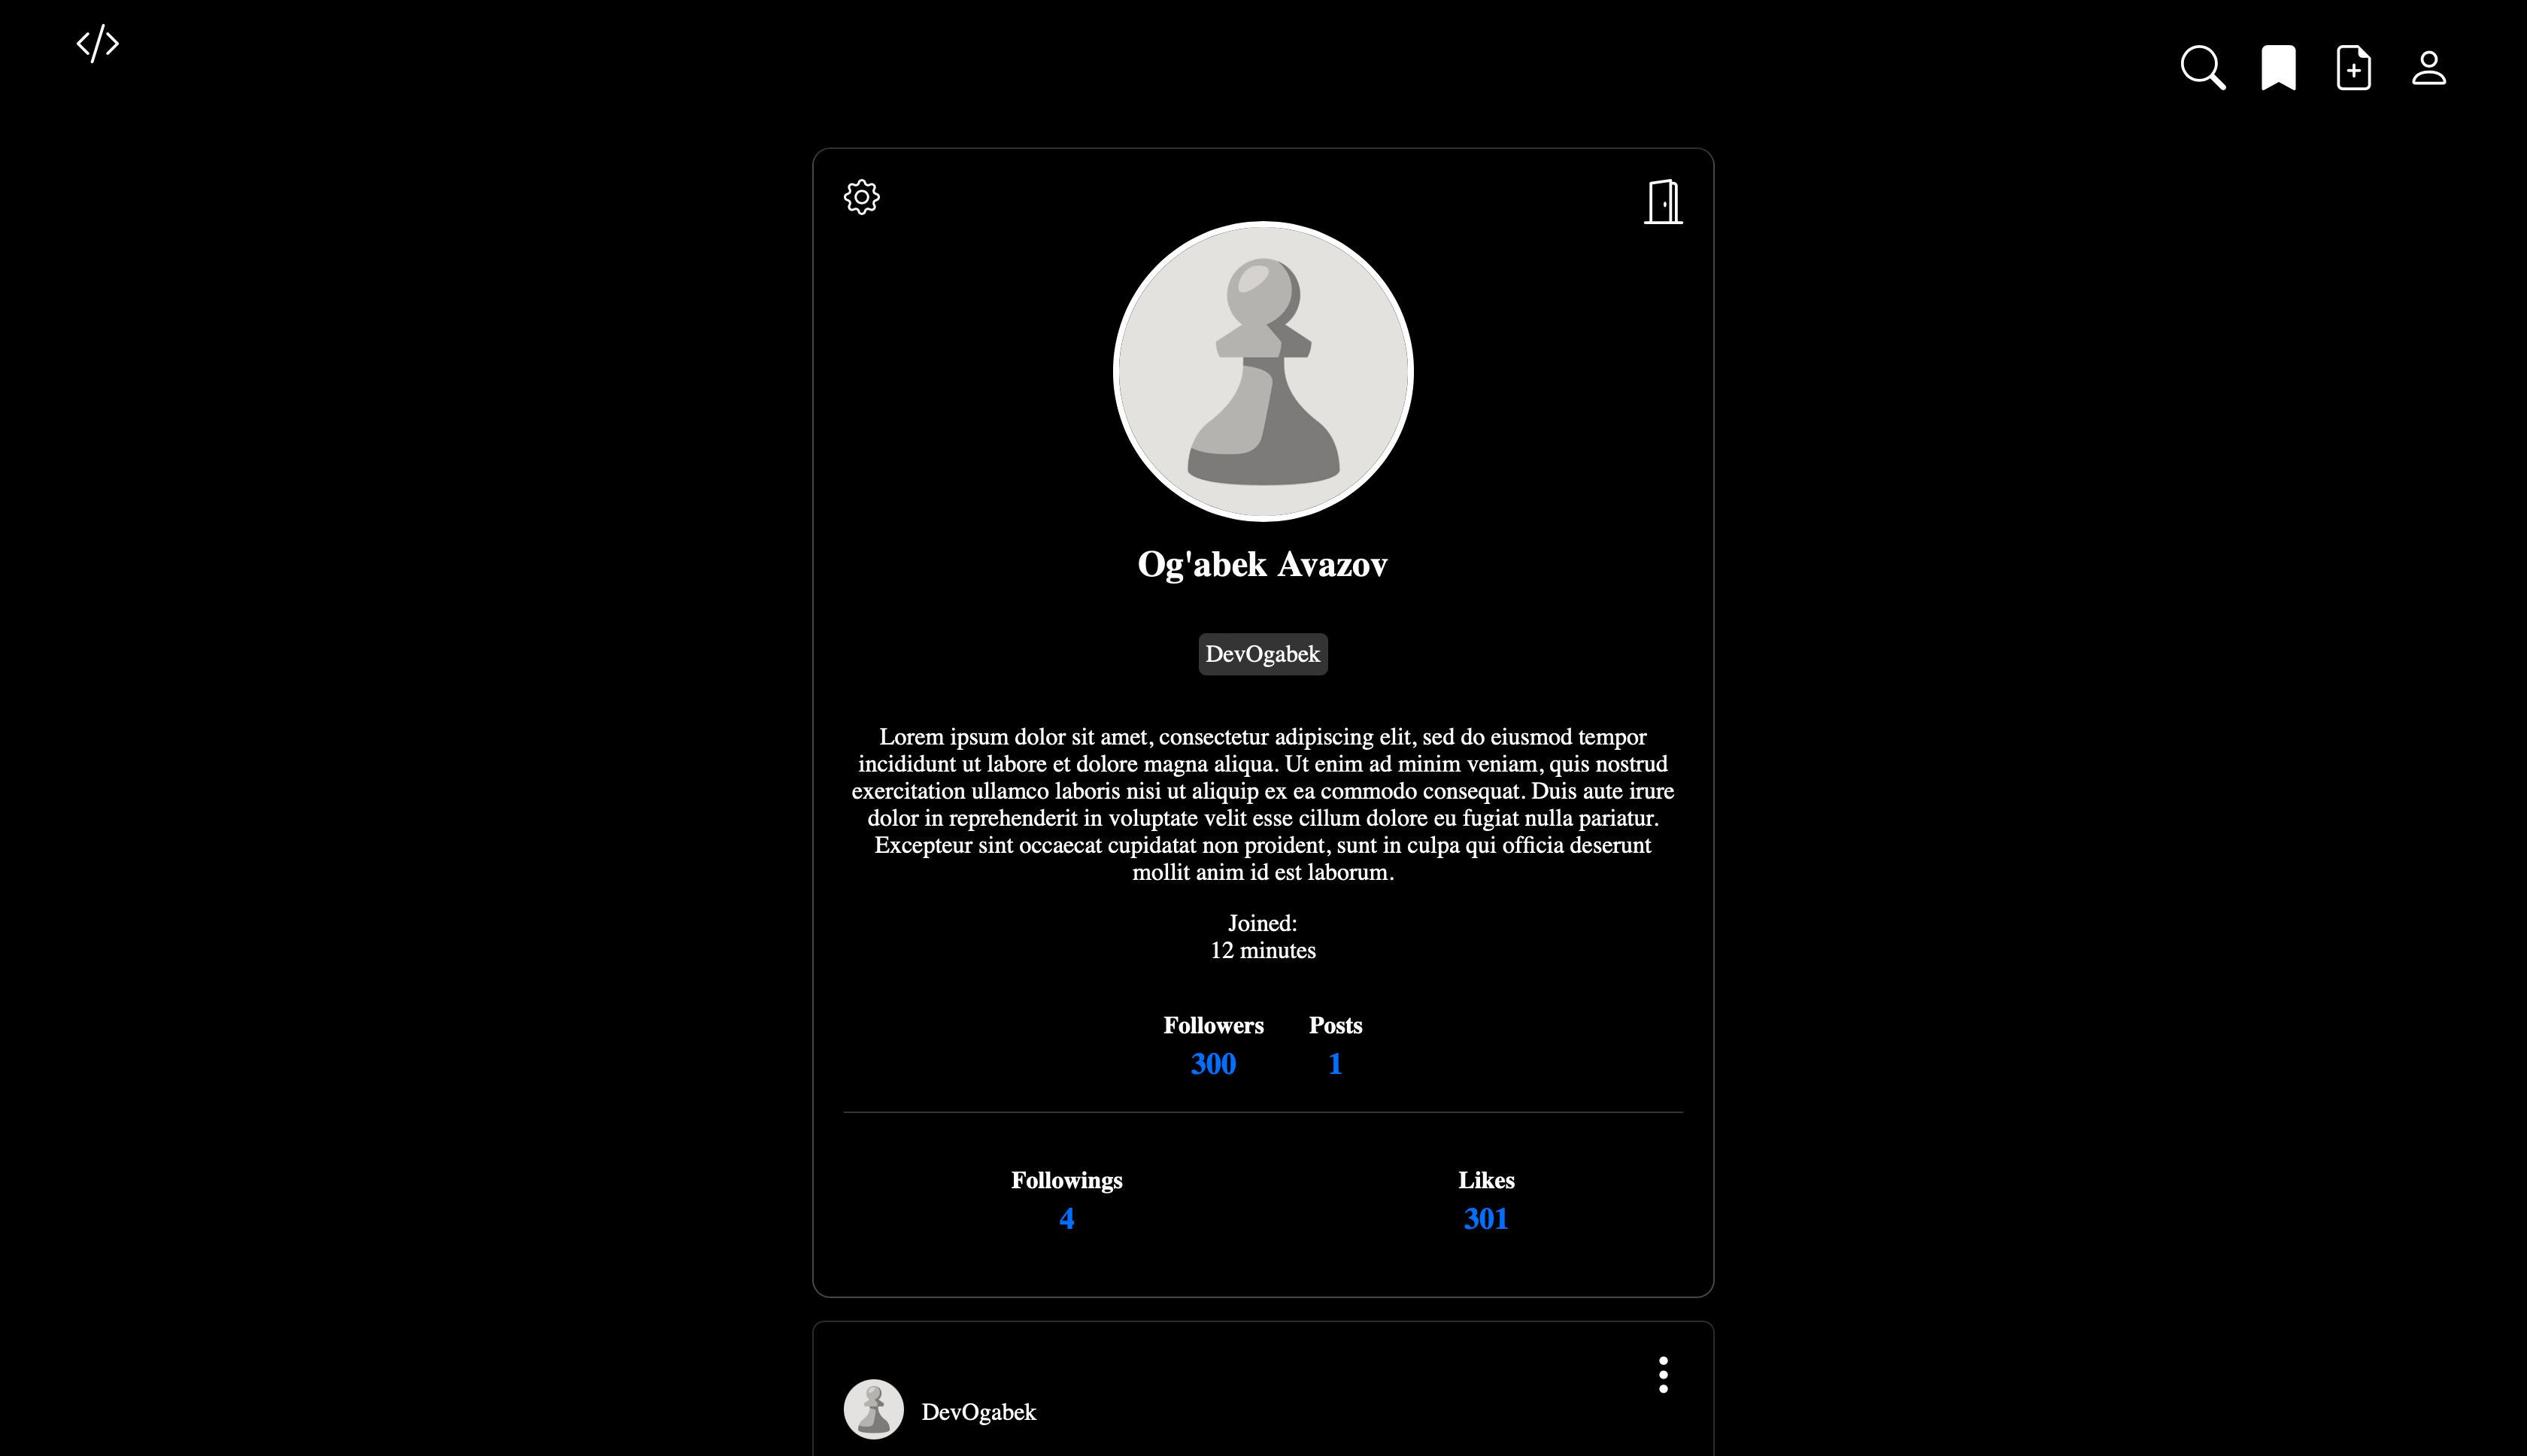 Og'abek Avazov
DevOgabek
Lorem ipsum dolor sit amet, consectetur adipiscing elit, sed do eiusmod tempor
incididunt ut labore et dolore magna aliqua. Ut enim ad minim veniam, quis nostrud
exercitation ullamco laboris nisi ut aliquip ex ea commodo consequat. Duis aute irure
dolor in reprehenderit in voluptate velit esse cillum dolore eu fugiat nulla pariatur.
Excepteur sint occaecat cupidatat non proident, sunt in culpa qui officia deserunt
mollit anim id est laborum.
Joined:
12 minutes
Followers Posts
300 1
Followings Likes
4 301
DevOgabek